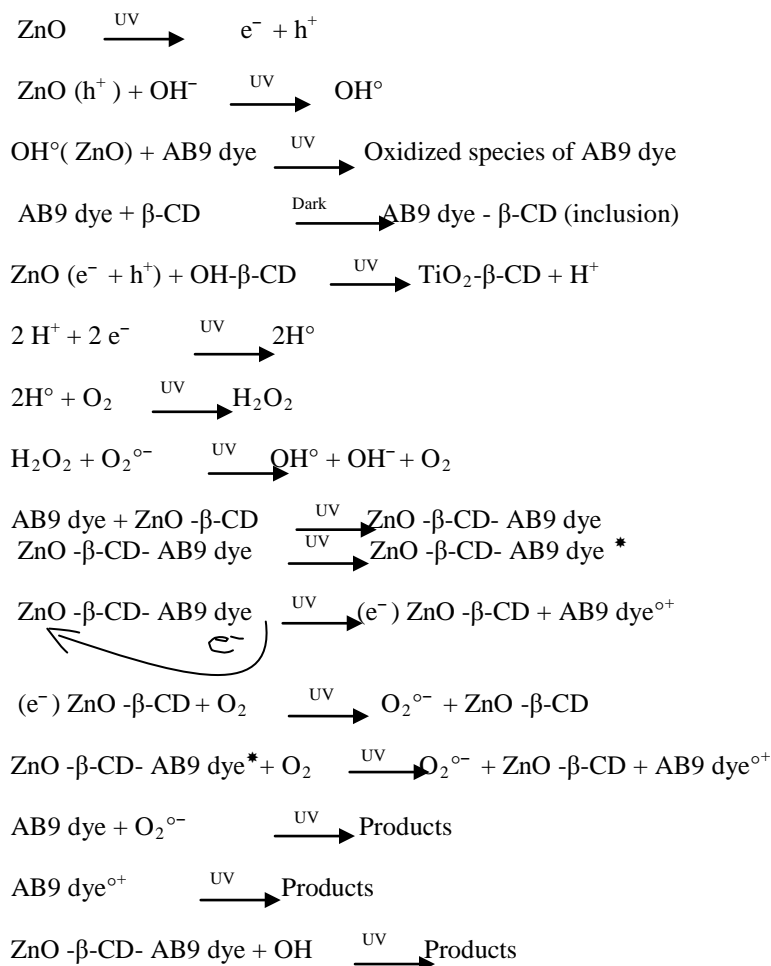 ZnO UV e⁻ + h⁺
ZnO (h⁺ ) + OH⁻ UV OH°
OH°( ZnO) + AB9 dye UV Oxidized species of AB9 dye
AB9 dye + β-CD Dark AB9 dye - β-CD (inclusion)
ZnO (e⁻ + h⁺) + OH-β-CD UV TiO₂-β-CD + H⁺
2 H⁺ + 2 e⁻ UV 2H°
2H° + O₂ UV H₂O₂
H₂O₂ + O₂°⁻ UV OH° + OH⁻ + O₂
AB9 dye + ZnO -β-CD UV ZnO -β-CD- AB9 dye
ZnO -β-CD- AB9 dye UV ZnO -β-CD- AB9 dye *
ZnO -β-CD- AB9 dye UV (e⁻ ) ZnO -β-CD + AB9 dye°⁺
e⁻
(e⁻ ) ZnO -β-CD + O₂ UV O₂°⁻ + ZnO -β-CD
ZnO -β-CD- AB9 dye* + O₂ UV O₂°⁻ + ZnO -β-CD + AB9 dye°⁺
AB9 dye + O₂°⁻ UV Products
AB9 dye°⁺ UV Products
ZnO -β-CD- AB9 dye + OH UV Products